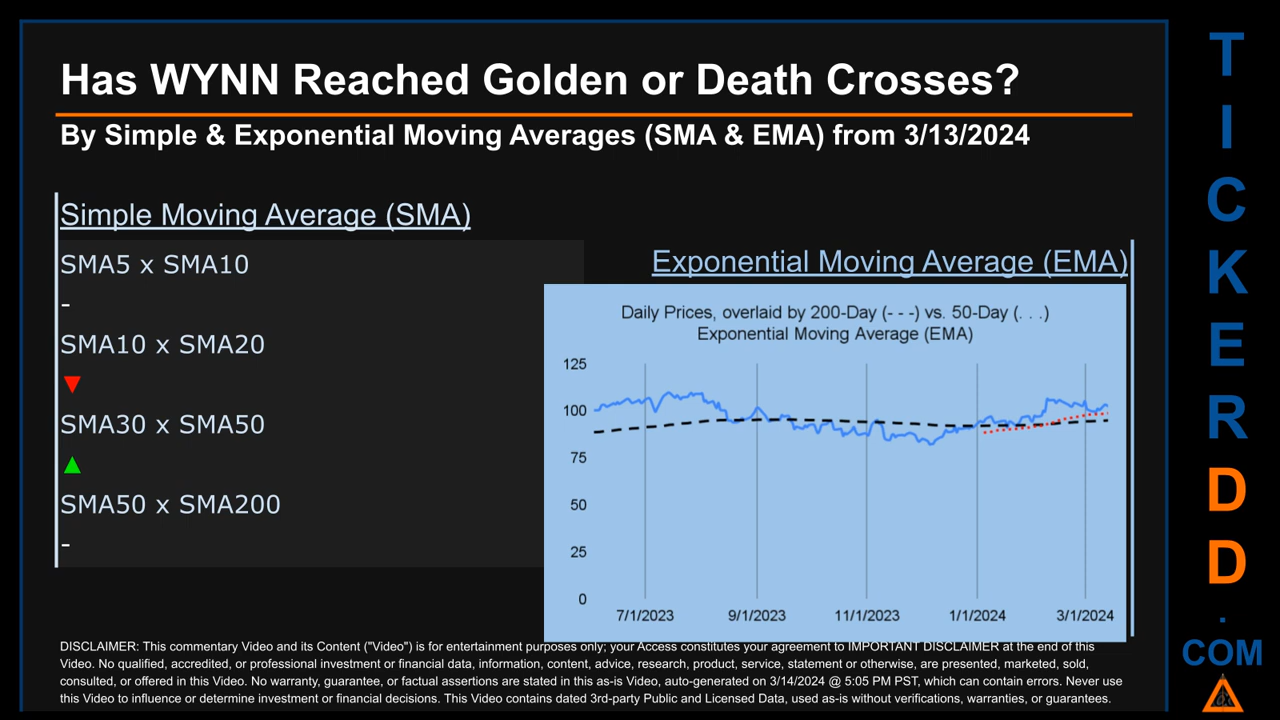 Has WYNN Reached Golden or Death Crosses?
By Simple & Exponential Moving Averages (SMA & EMA) from 3/13/2024
Simple Moving Average (SMA)
SMA5 x SMA10
-
SMA10 x SMA20
▼
SMA30 x SMA50
▲
SMA50 x SMA200
-
Exponential Moving Average (EMA)
Daily Prices, overlaid by 200-Day (- - -) vs. 50-Day (. . .)
Exponential Moving Average (EMA)
125
100
75
50
25
0
7/1/2023 9/1/2023 11/1/2023 1/1/2024 3/1/2024
DISCLAIMER: This commentary Video and its Content ("Video") is for entertainment purposes only; your Access constitutes your agreement to IMPORTANT DISCLAIMER at the end of this
Video. No qualified, accredited, or professional investment or financial data, information, content, advice, research, product, service, statement or otherwise, are presented, marketed, sold,
consulted, or offered in this Video. No warranty, guarantee, or factual assertions are stated in this as-is Video, auto-generated on 3/14/2024 @ 5:05 PM PST, which can contain errors. Never use
this Video to influence or determine investment or financial decisions. This Video contains dated 3rd-party Public and Licensed Data, used as-is without verifications, warranties, or guarantees.
T
I
C
K
E
R
D
D
.
COM